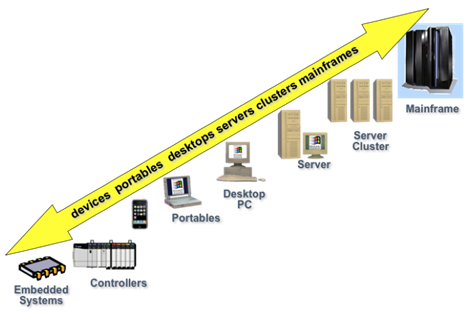 devices portables desktops servers clusters mainframes
Mainframe
Server
Cluster
Server
Desktop
PC
Portables
Controllers
Embedded
Systems